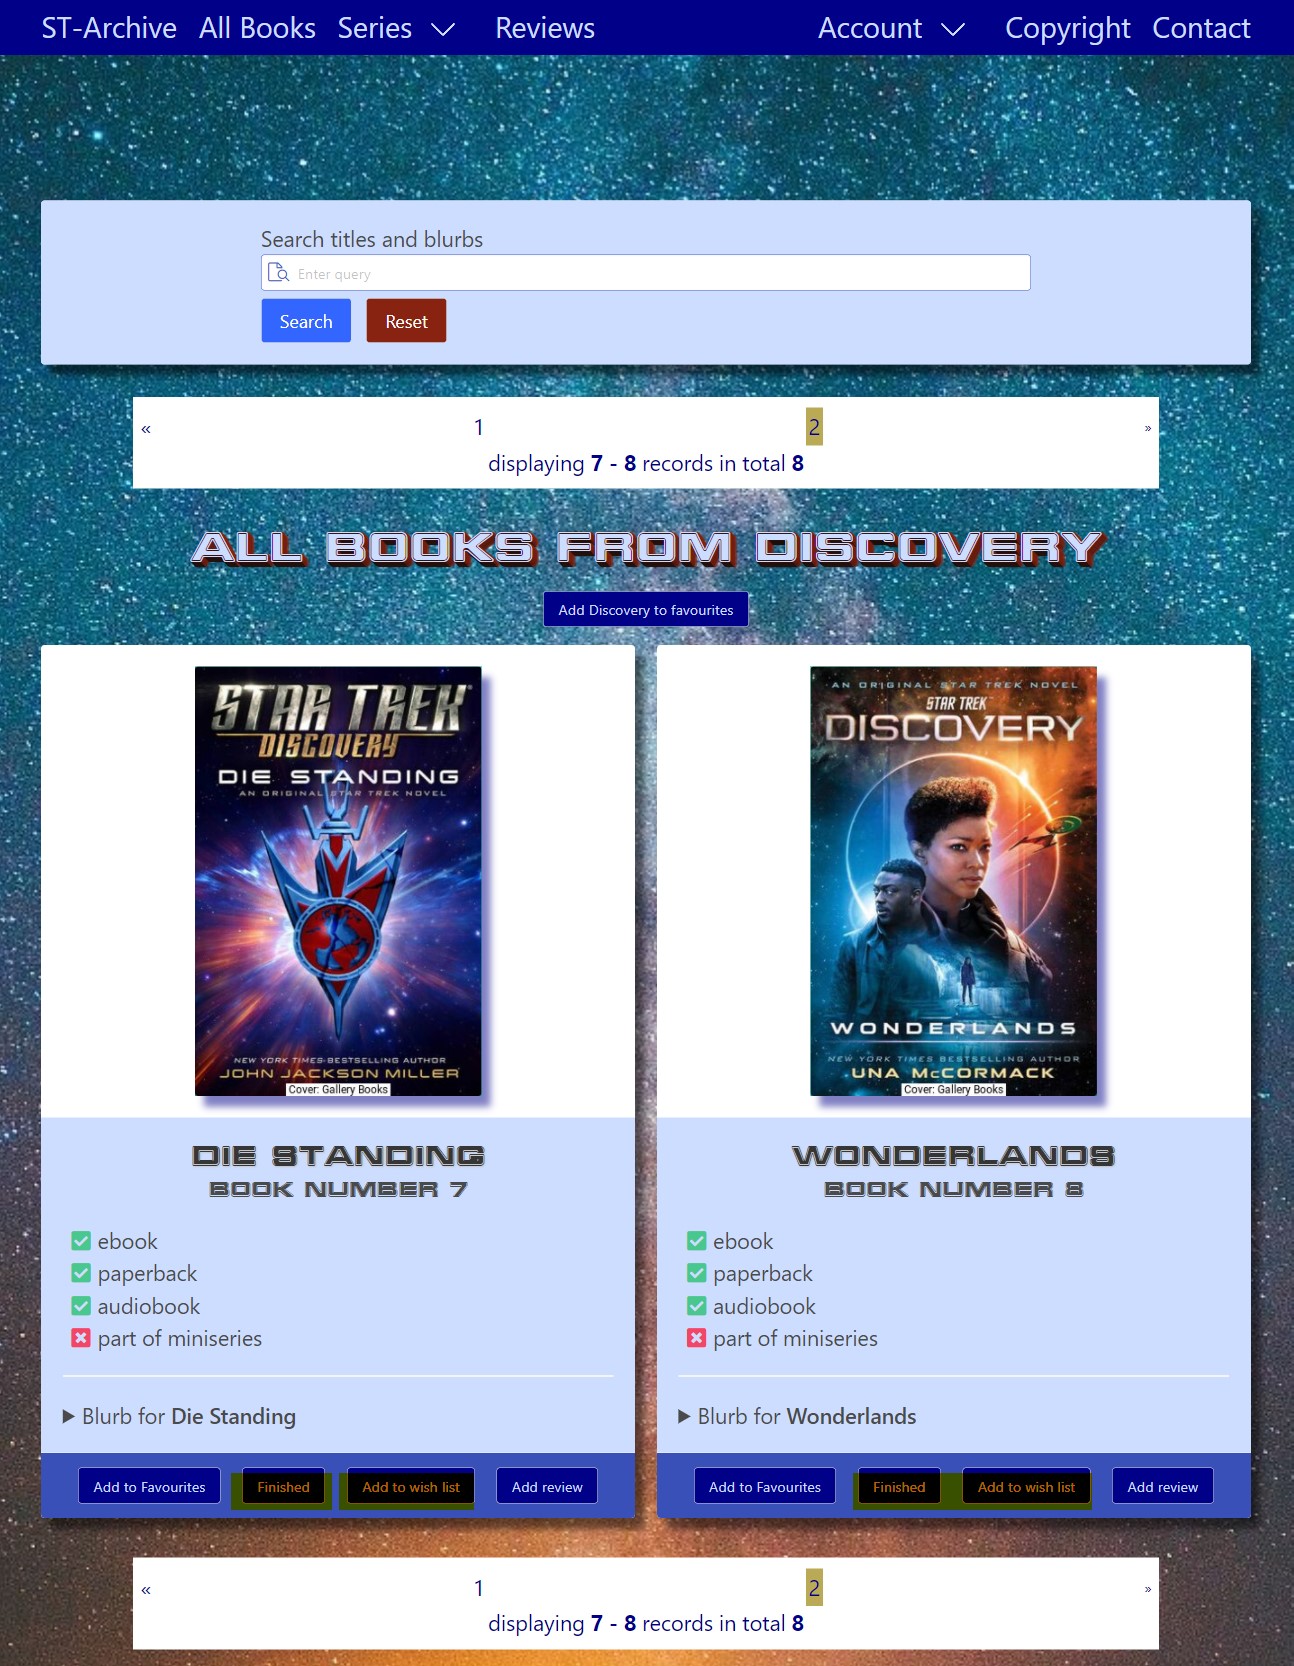 ST-Archive All Books Series Reviews Account Copyright Contact
Search titles and blurbs
Enter query
Search Reset
« 1 2 »
displaying 7 - 8 records in total 8
ALL BOOKS FROM DISCOVERY
Add Discovery to favourites
STAR TREK
DISCOVERY
DIE STANDING
AN ORIGINAL STAR TREK NOVEL
NEW YORK TIMES-BESTSELLING AUTHOR
JOHN JACKSON MILLER
Cover: Gallery Books
DIE STANDING
BOOK NUMBER 7
ebook
paperback
audiobook
part of miniseries
Blurb for Die Standing
Add to Favourites Finished Add to wish list Add review
AN ORIGINAL STAR TREK NOVEL
STAR TREK
DISCOVERY
WONDERLANDS
NEW YORK TIMES BESTSELLING AUTHOR
UNA McCORMACK
Cover: Gallery Books
WONDERLANDS
BOOK NUMBER 8
ebook
paperback
audiobook
part of miniseries
Blurb for Wonderlands
Add to Favourites Finished Add to wish list Add review
« 1 2 »
displaying 7 - 8 records in total 8